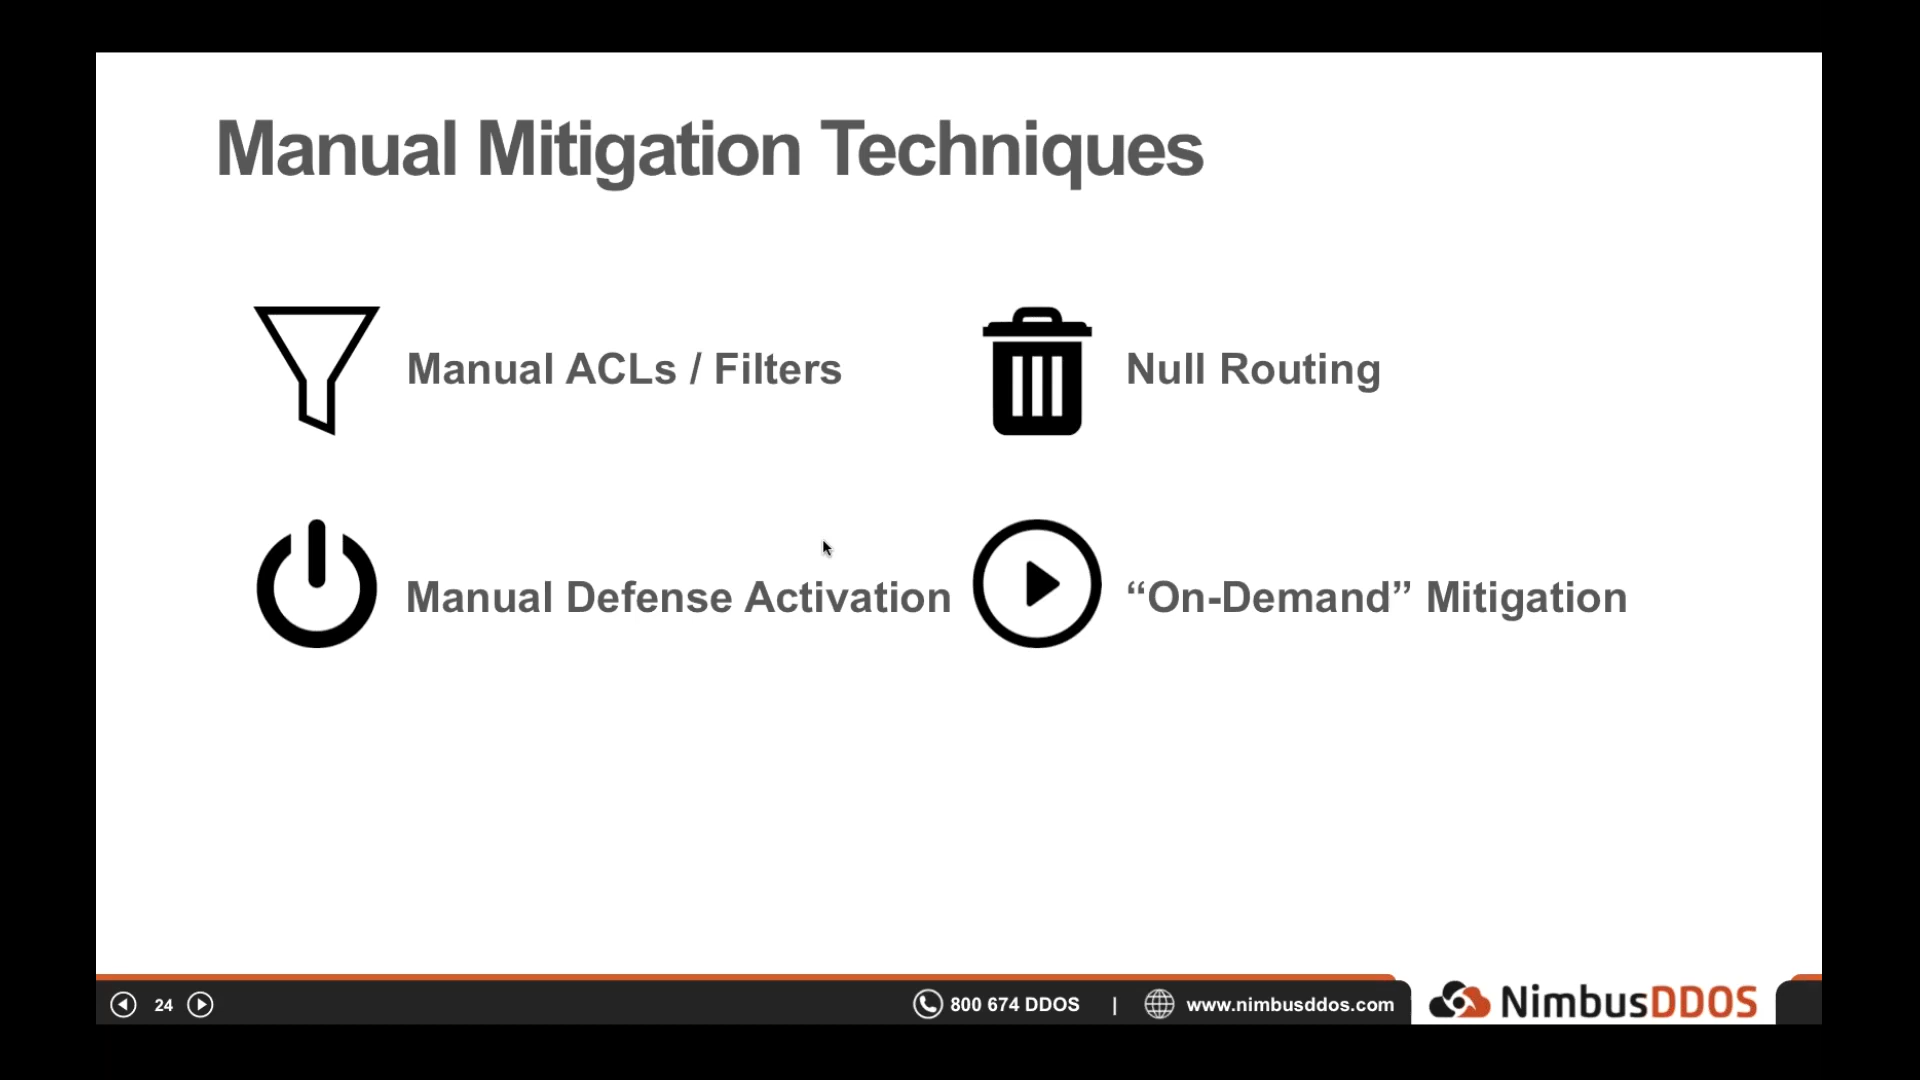 Manual Mitigation Techniques
Manual ACLs / Filters
Null Routing
Manual Defense Activation
“On-Demand” Mitigation
24
800 674 DDOS | www.nimbusddos.com
NimbusDDOS